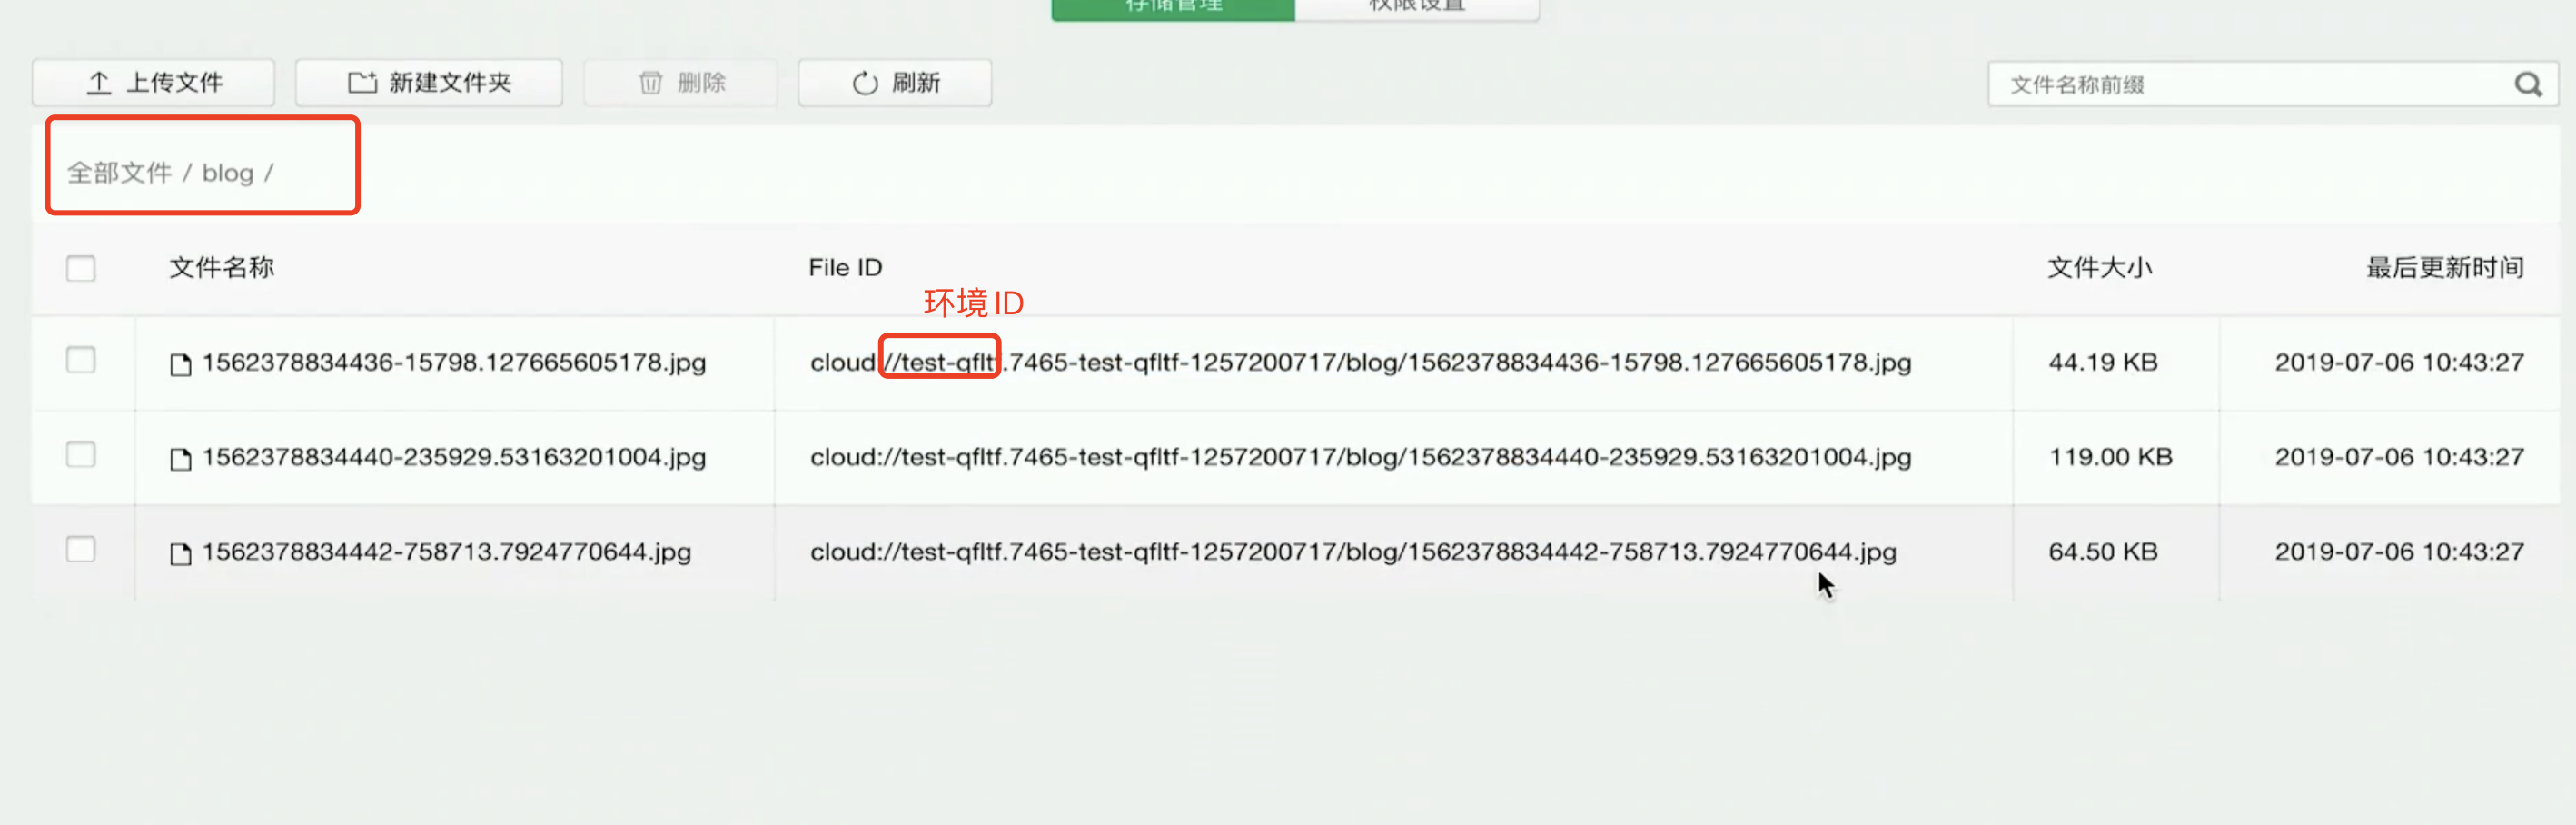 存储管理 权限设置
上传文件 新建文件夹 删除 刷新 文件名称前缀
全部文件 / blog /
文件名称 File ID 文件大小 最后更新时间
环境ID
1562378834436-15798.127665605178.jpg cloud://test-qfltf.7465-test-qfltf-1257200717/blog/1562378834436-15798.127665605178.jpg 44.19 KB 2019-07-06 10:43:27
1562378834440-235929.53163201004.jpg cloud://test-qfltf.7465-test-qfltf-1257200717/blog/1562378834440-235929.53163201004.jpg 119.00 KB 2019-07-06 10:43:27
1562378834442-758713.7924770644.jpg cloud://test-qfltf.7465-test-qfltf-1257200717/blog/1562378834442-758713.7924770644.jpg 64.50 KB 2019-07-06 10:43:27